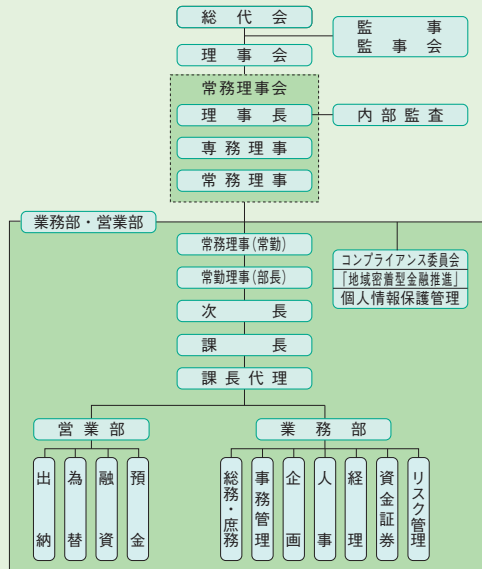 総代会
監事
監事会
理事会
常務理事会
理事長
内部監査
専務理事
常務理事
業務部・営業部
常務理事(常勤)
常勤理事(部長)
次長
課長
課長代理
コンプライアンス委員会
「地域密着型金融推進」
個人情報保護管理
営業部
業務部
出納
為替
融資
預金
総務・庶務
事務管理
企画
人事
経理
資金証券
リスク管理